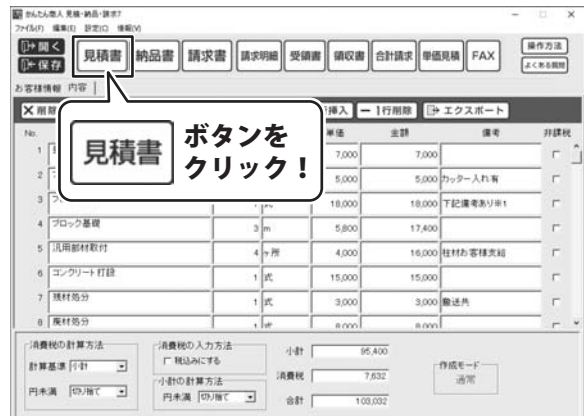 かんたん商人 見積・納品・請求7
ファイル(F) 編集(E) 設定(O) 情報(V)
開く
保存
見積書 納品書 請求書 請求明細 受領書 領収書 合計請求 単価見積 FAX
操作方法
よくある質問
お客様情報 内容
削除 行挿入 1行削除 エクスポート
No. 単価 金額 備考 非課税
見積書
ボタンを
クリック!
1 7,000 7,000
2 5,000 5,000 カッター入れ有
3 1 式 18,000 18,000 下記備考あり※1
4 ブロック基礎 3 m 5,800 17,400
5 汎用部材取付 4 ヶ所 4,000 16,000 柱材お客様支給
6 コンクリート打設 1 式 15,000 15,000
7 残材処分 1 式 3,000 3,000 搬送共
8 廃材処分 1 式 8,000 8,000
消費税の計算方法
計算基準 小計
円未満 切り捨て
消費税の入力方法
税込みにする
小計の計算方法
円未満 切り捨て
小計 95,400
消費税 7,632
合計 103,032
作成モード
通常